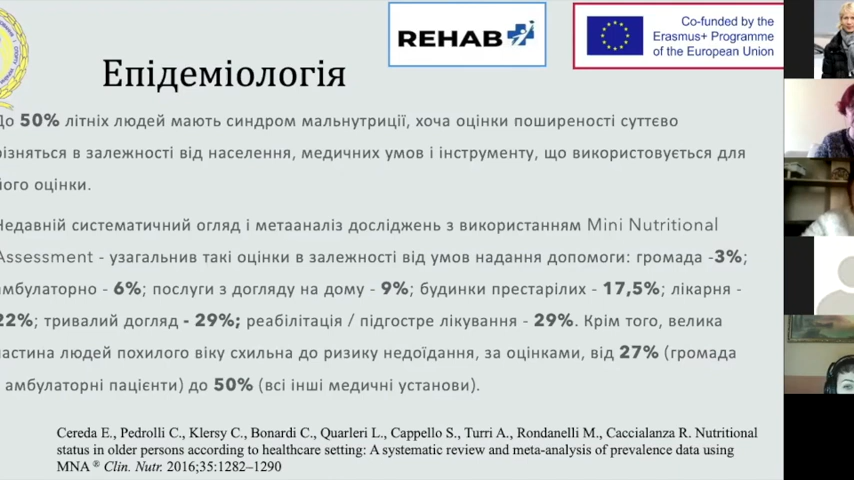 REHAB
Co-funded by the
Erasmus+ Programme
of the European Union
Епідеміологія
До 50% літніх людей мають синдром мальнутриції, хоча оцінки поширеності суттєво
різняться в залежності від населення, медичних умов і інструменту, що використовується для
його оцінки.
Недавній систематичний огляд і метааналіз досліджень з використанням Mini Nutritional
Assessment - узагальнив такі оцінки в залежності від умов надання допомоги: громада -3%;
амбулаторно - 6%; послуги з догляду на дому - 9%; будинки престарілих - 17,5%; лікарня -
22%; тривалий догляд - 29%; реабілітація / підгостре лікування - 29%. Крім того, велика
частина людей похилого віку схильна до ризику недоїдання, за оцінками, від 27% (громада
амбулаторні пацієнти) до 50% (всі інші медичні установи).
Cereda E., Pedrolli C., Klersy C., Bonardi C., Quarleri L., Cappello S., Turri A., Rondanelli M., Caccialanza R. Nutritional
status in older persons according to healthcare setting: A systematic review and meta-analysis of prevalence data using
MNA ® Clin. Nutr. 2016;35:1282–1290